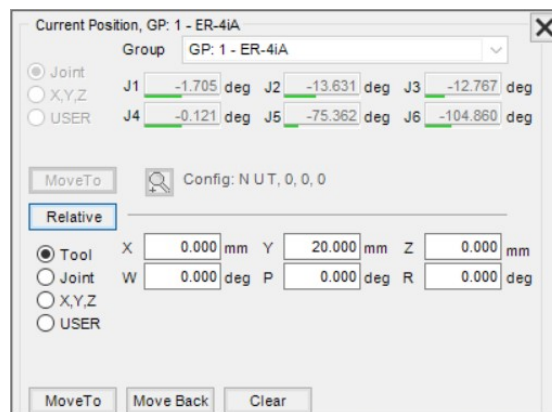 Current Position, GP: 1 - ER-4iA
Group GP: 1 - ER-4iA
Joint J1 -1.705 deg J2 -13.631 deg J3 -12.767 deg
X,Y,Z
USER J4 -0.121 deg J5 -75.362 deg J6 -104.860 deg
MoveTo Config: N U T, 0, 0, 0
Relative
Tool X 0.000 mm Y 20.000 mm Z 0.000 mm
Joint W 0.000 deg P 0.000 deg R 0.000 deg
X,Y,Z
USER
MoveTo Move Back Clear